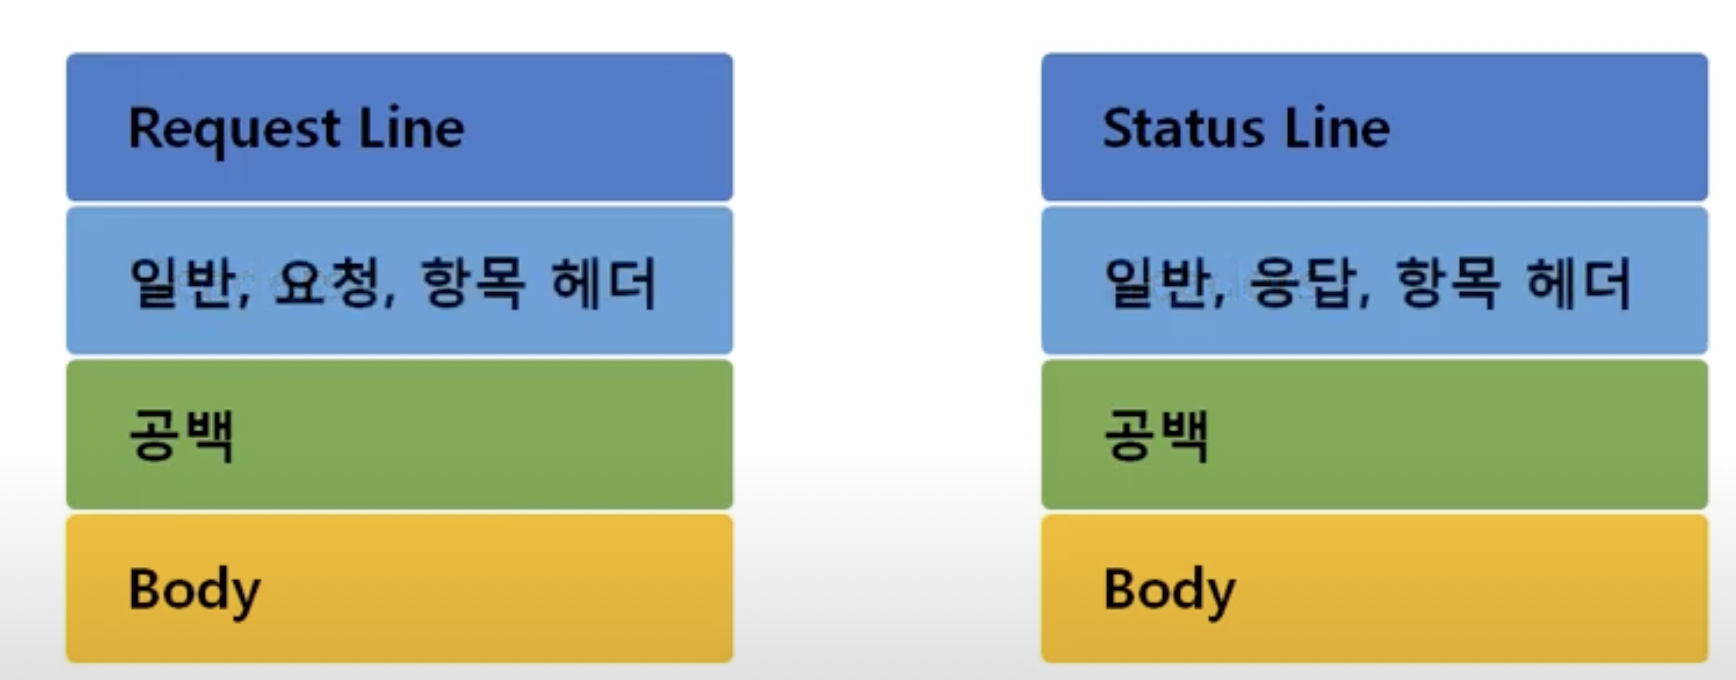 Request Line
일반, 요청, 항목 헤더
공백
Body
Status Line
일반, 응답, 항목 헤더
공백
Body